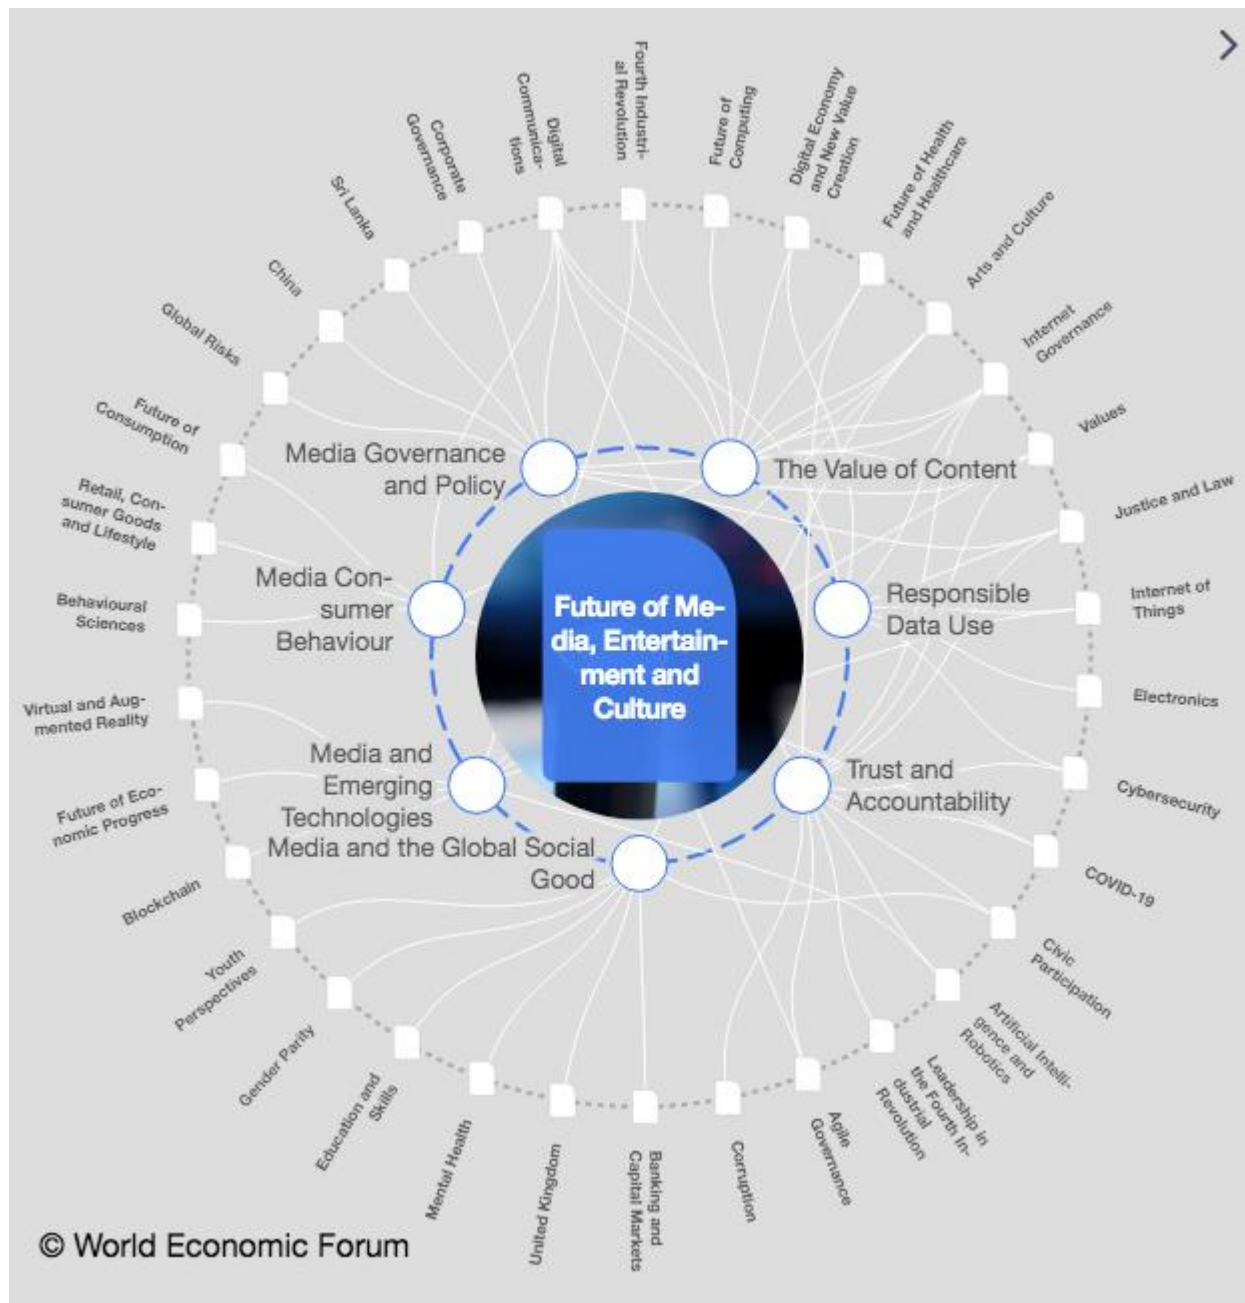 Fourth Industri-
al Revolution
Future of
Computing
Digital Economy
and New Value
Creation
Future of Health
and Healthcare
Arts and Culture
Internet
Governance
Values
Justice and Law
Internet of
Things
Electronics
Cybersecurity
COVID-19
Civic
Participation
Artificial Intelli-
gence and
Robotics
Leadership in
the Fourth In-
dustrial
Revolution
Agile
Governance
Corruption
Banking and
Capital Markets
United Kingdom
Mental Health
Education and
Skills
Gender Parity
Youth
Perspectives
Blockchain
Future of Eco-
nomic Progress
Virtual and Aug-
mented Reality
Behavioural
Sciences
Retail, Con-
sumer Goods
and Lifestyle
Future of
Consumption
Global Risks
China
Sri Lanka
Corporate
Governance
Digital
Communica-
tions
Media Governance
and Policy
The Value of Content
Media Con-
sumer
Behaviour
Responsible
Data Use
Future of Me-
dia, Entertain-
ment and
Culture
Media and
Emerging
Technologies
Trust and
Accountability
Media and the Global Social
Good
© World Economic Forum